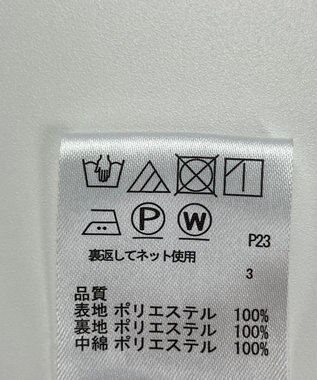 P W
P23
裏返してネット使用
3
品質
表地 ポリエステル 100%
裏地 ポリエステル 100%
中綿 ポリエステル 100%